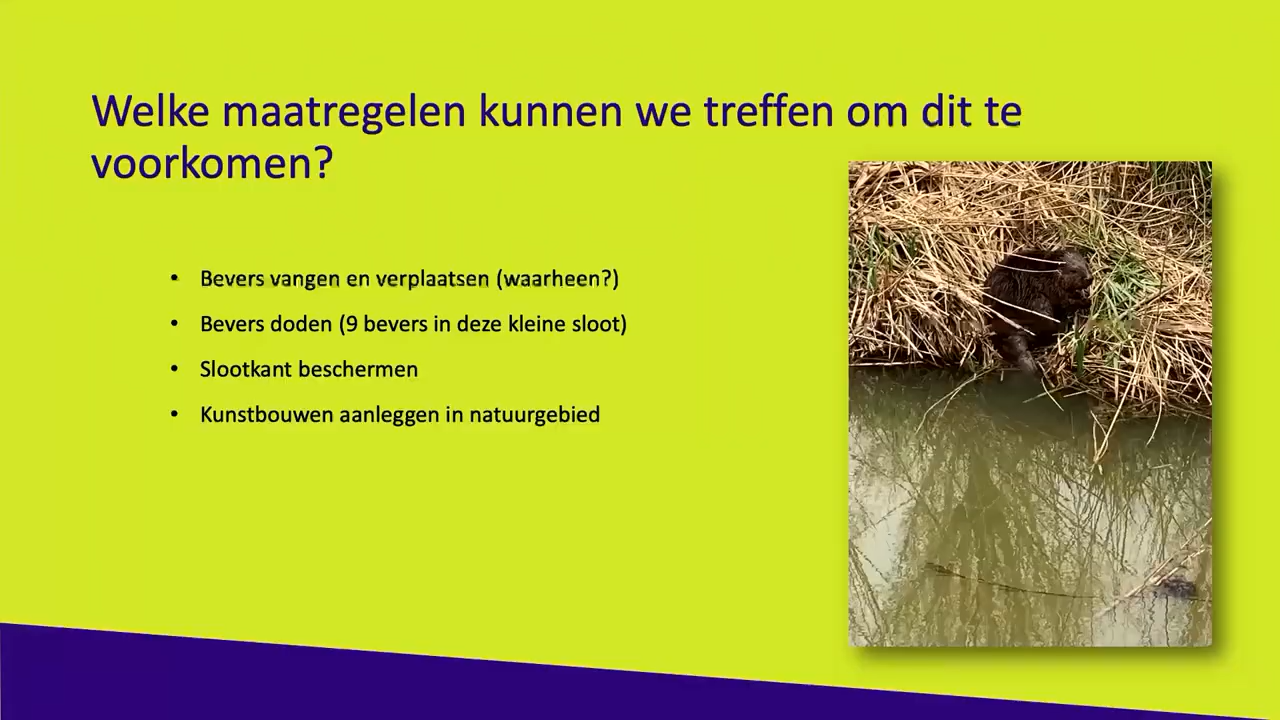 Welke maatregelen kunnen we treffen om dit te
voorkomen?
• Bevers vangen en verplaatsen (waarheen?)
• Bevers doden (9 bevers in deze kleine sloot)
• Slootkant beschermen
• Kunstbouwen aanleggen in natuurgebied